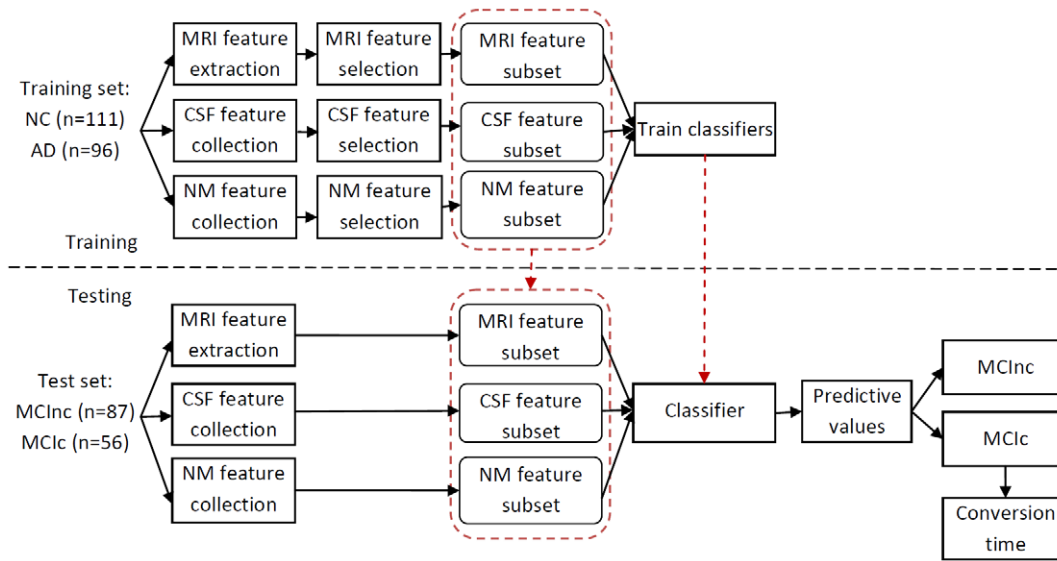 Training set:
NC (n=111)
AD (n=96)
MRI feature
extraction
MRI feature
selection
MRI feature
subset
CSF feature
collection
CSF feature
selection
CSF feature
subset
NM feature
collection
NM feature
selection
NM feature
subset
Train classifiers
Training
Testing
Test set:
MCInc (n=87)
MCIc (n=56)
MRI feature
extraction
MRI feature
subset
CSF feature
collection
CSF feature
subset
NM feature
collection
NM feature
subset
Classifier
Predictive
values
MCInc
MCIc
Conversion
time